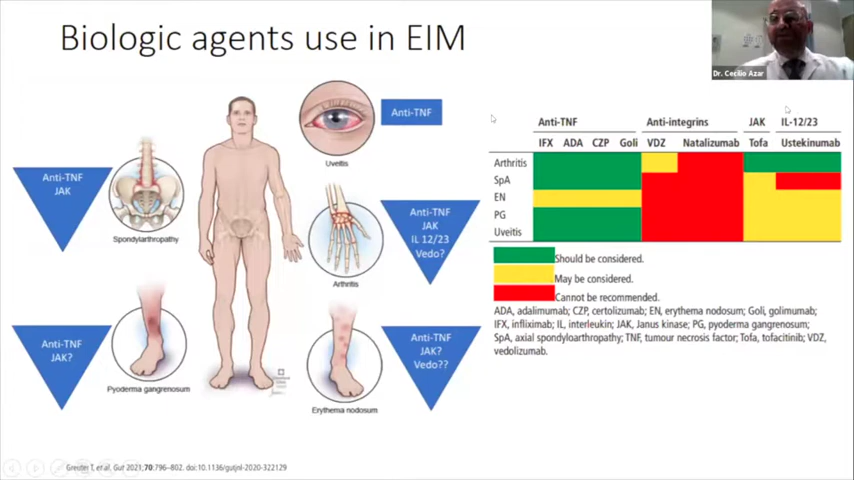 Biologic agents use in EIM
Dr. Cecilio Azar
Anti-TNF
Uveitis
Anti-TNF
JAK
Spondylarthropathy
Anti-TNF
JAK
IL 12/23
Vedo?
Arthritis
Anti-TNF
JAK?
Pyoderma gangrenosum
Anti-TNF
JAK?
Vedo??
Erythema nodosum
Anti-TNF Anti-integrins JAK IL-12/23
IFX ADA CZP Goli VDZ Natalizumab Tofa Ustekinumab
Arthritis
SpA
EN
PG
Uveitis
Should be considered.
May be considered.
Cannot be recommended.
ADA, adalimumab; CZP, certolizumab; EN, erythema nodosum; Goli, golimumab;
IFX, infliximab; IL, interleukin; JAK, Janus kinase; PG, pyoderma gangrenosum;
SpA, axial spondyloarthropathy; TNF, tumour necrosis factor; Tofa, tofacitinib; VDZ,
vedolizumab.
Greuter T, et al. Gut 2021;70:796–802. doi:10.1136/gutjnl-2020-322129